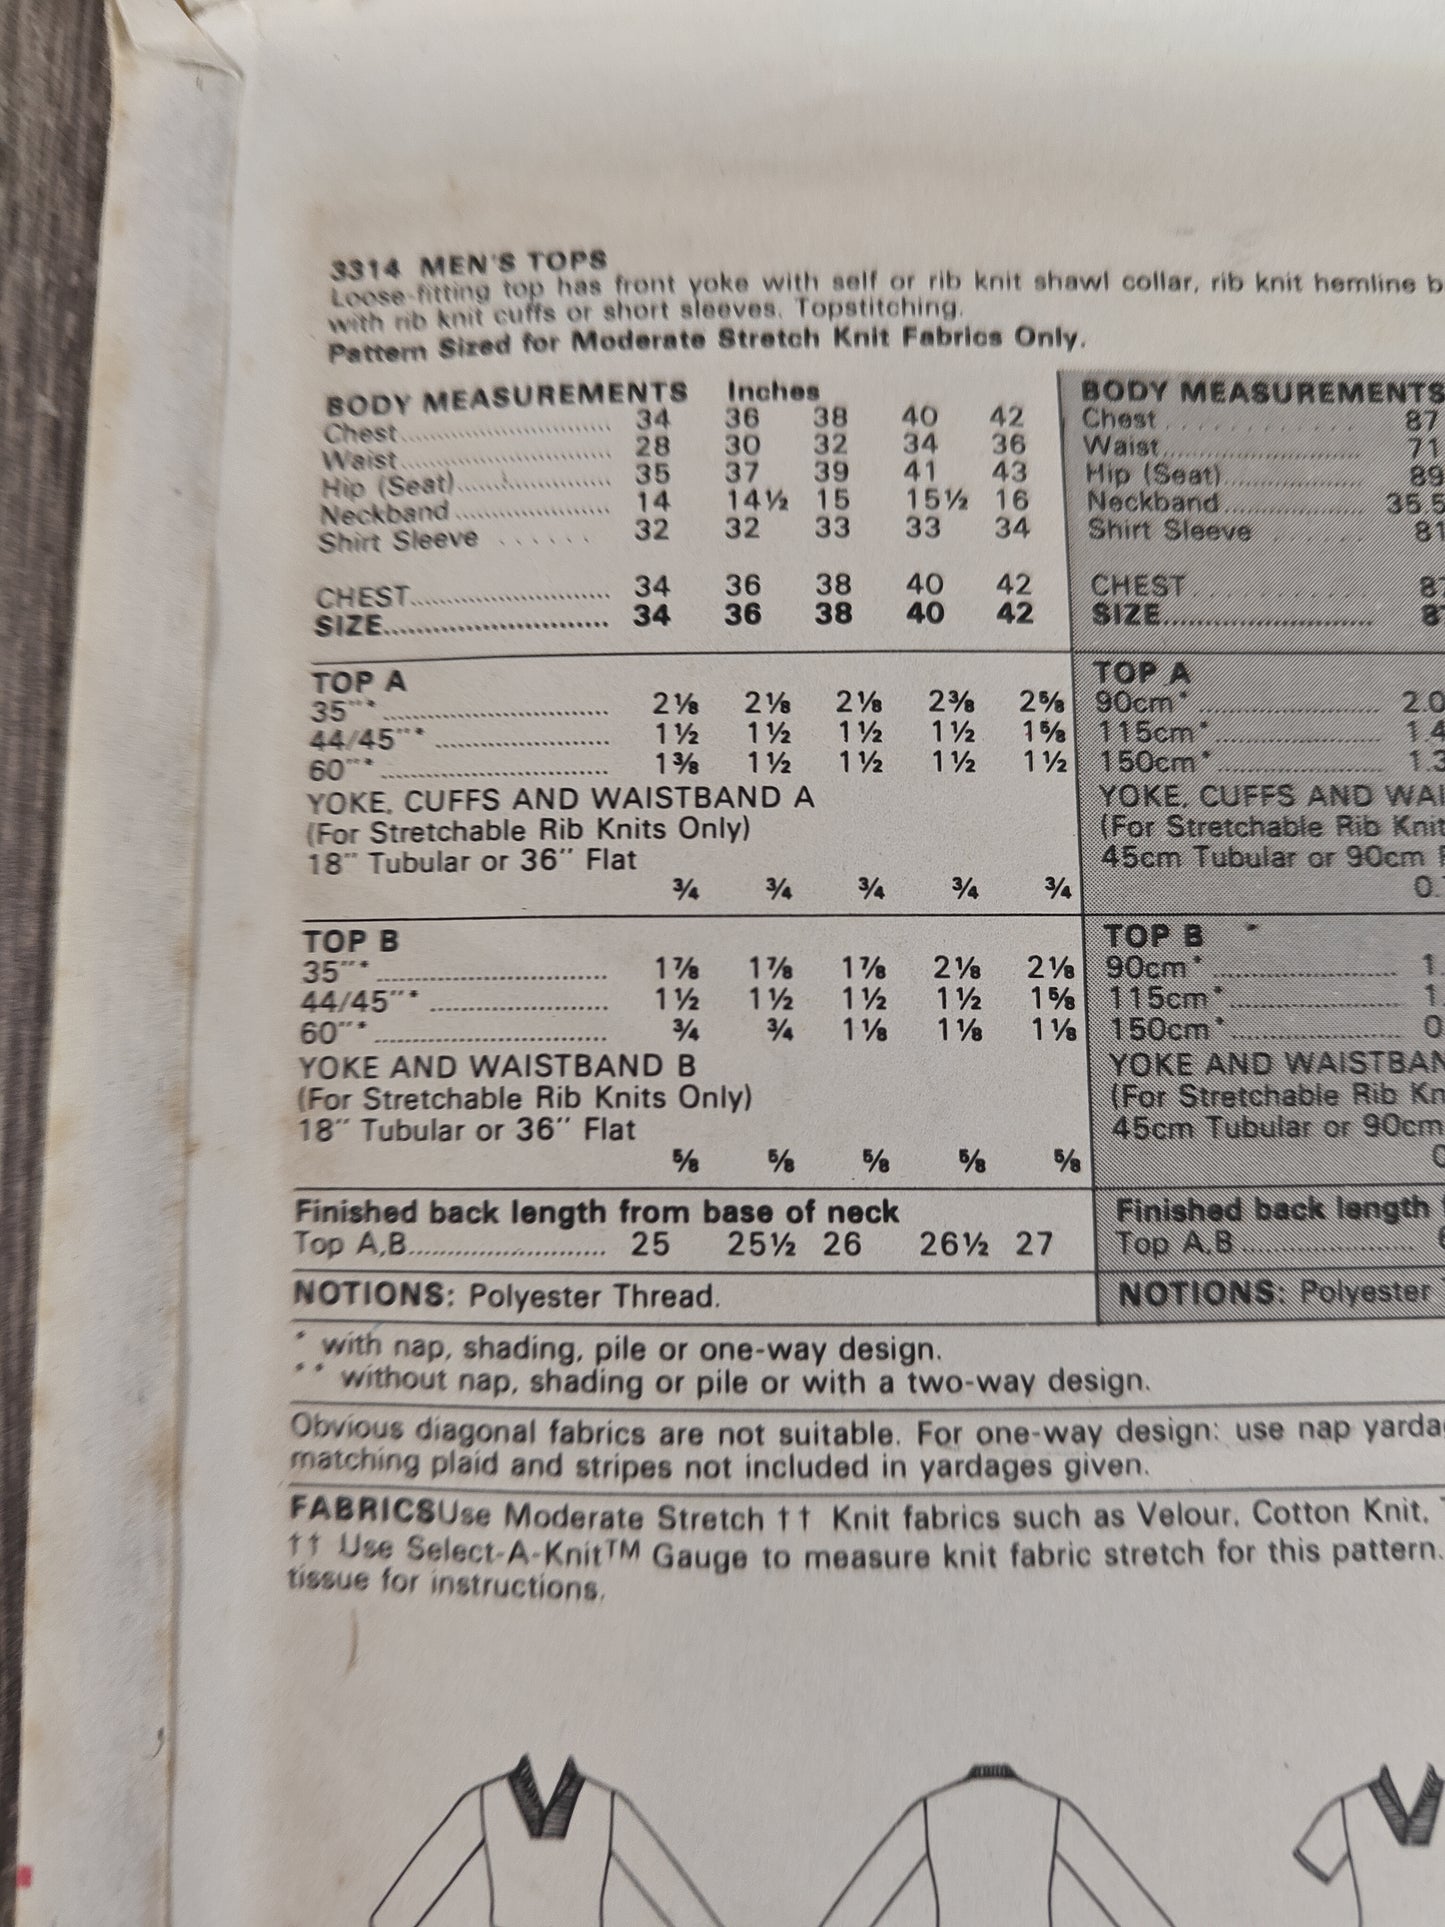 3314 MEN'S TOPS
Loose-fitting top has front yoke with self or rib knit shawl collar, rib knit hemline
with rib knit cuffs or short sleeves. Topstitching.
Pattern Sized for Moderate Stretch Knit Fabrics Only.
BODY MEASUREMENTS Inches
Chest 34 36 38 40 42
Waist 28 30 32 34 36
Hip (Seat) 35 37 39 41 43
Neckband 14 14½ 15 15½ 16
Shirt Sleeve 32 32 33 33 34
CHEST 34 36 38 40 42
SIZE 34 36 38 40 42
TOP A
35"* 2⅛ 2⅛ 2⅛ 2⅜ 2⅝
44/45"* 1½ 1½ 1½ 1½ 1⅝
60"* 1⅜ 1½ 1½ 1½ 1½
YOKE, CUFFS AND WAISTBAND A
(For Stretchable Rib Knits Only)
18" Tubular or 36" Flat
¾ ¾ ¾ ¾ ¾
TOP B
35"* 1⅞ 1⅞ 1⅞ 2⅛ 2⅛
44/45"* 1½ 1½ 1½ 1½ 1⅝
60"* ¾ ¾ 1⅛ 1⅛ 1⅛
YOKE AND WAISTBAND B
(For Stretchable Rib Knits Only)
18" Tubular or 36" Flat
⅝ ⅝ ⅝ ⅝ ⅝
Finished back length from base of neck
Top A,B 25 25½ 26 26½ 27
NOTIONS: Polyester Thread.
BODY MEASUREMENTS
Chest 87
Waist 71
Hip (Seat) 89
Neckband 35.5
Shirt Sleeve 81
CHEST
SIZE
TOP A
90cm*
115cm*
150cm*
YOKE, CUFFS AND
(For Stretchable Rib
45cm Tubular or 90cm
TOP B
90cm*
115cm*
150cm*
YOKE AND
(For Stretchable Rib
45cm Tubular or 90cm
Finished back length
Top A,B
NOTIONS: Polyester
* with nap, shading, pile or one-way design.
** without nap, shading or pile or with a two-way design.
Obvious diagonal fabrics are not suitable. For one-way design: use nap
matching plaid and stripes not included in yardages given.
FABRICS Use Moderate Stretch †† Knit fabrics such as Velour, Cotton Knit,
†† Use Select-A-Knit™ Gauge to measure knit fabric stretch for this pattern.
tissue for instructions.